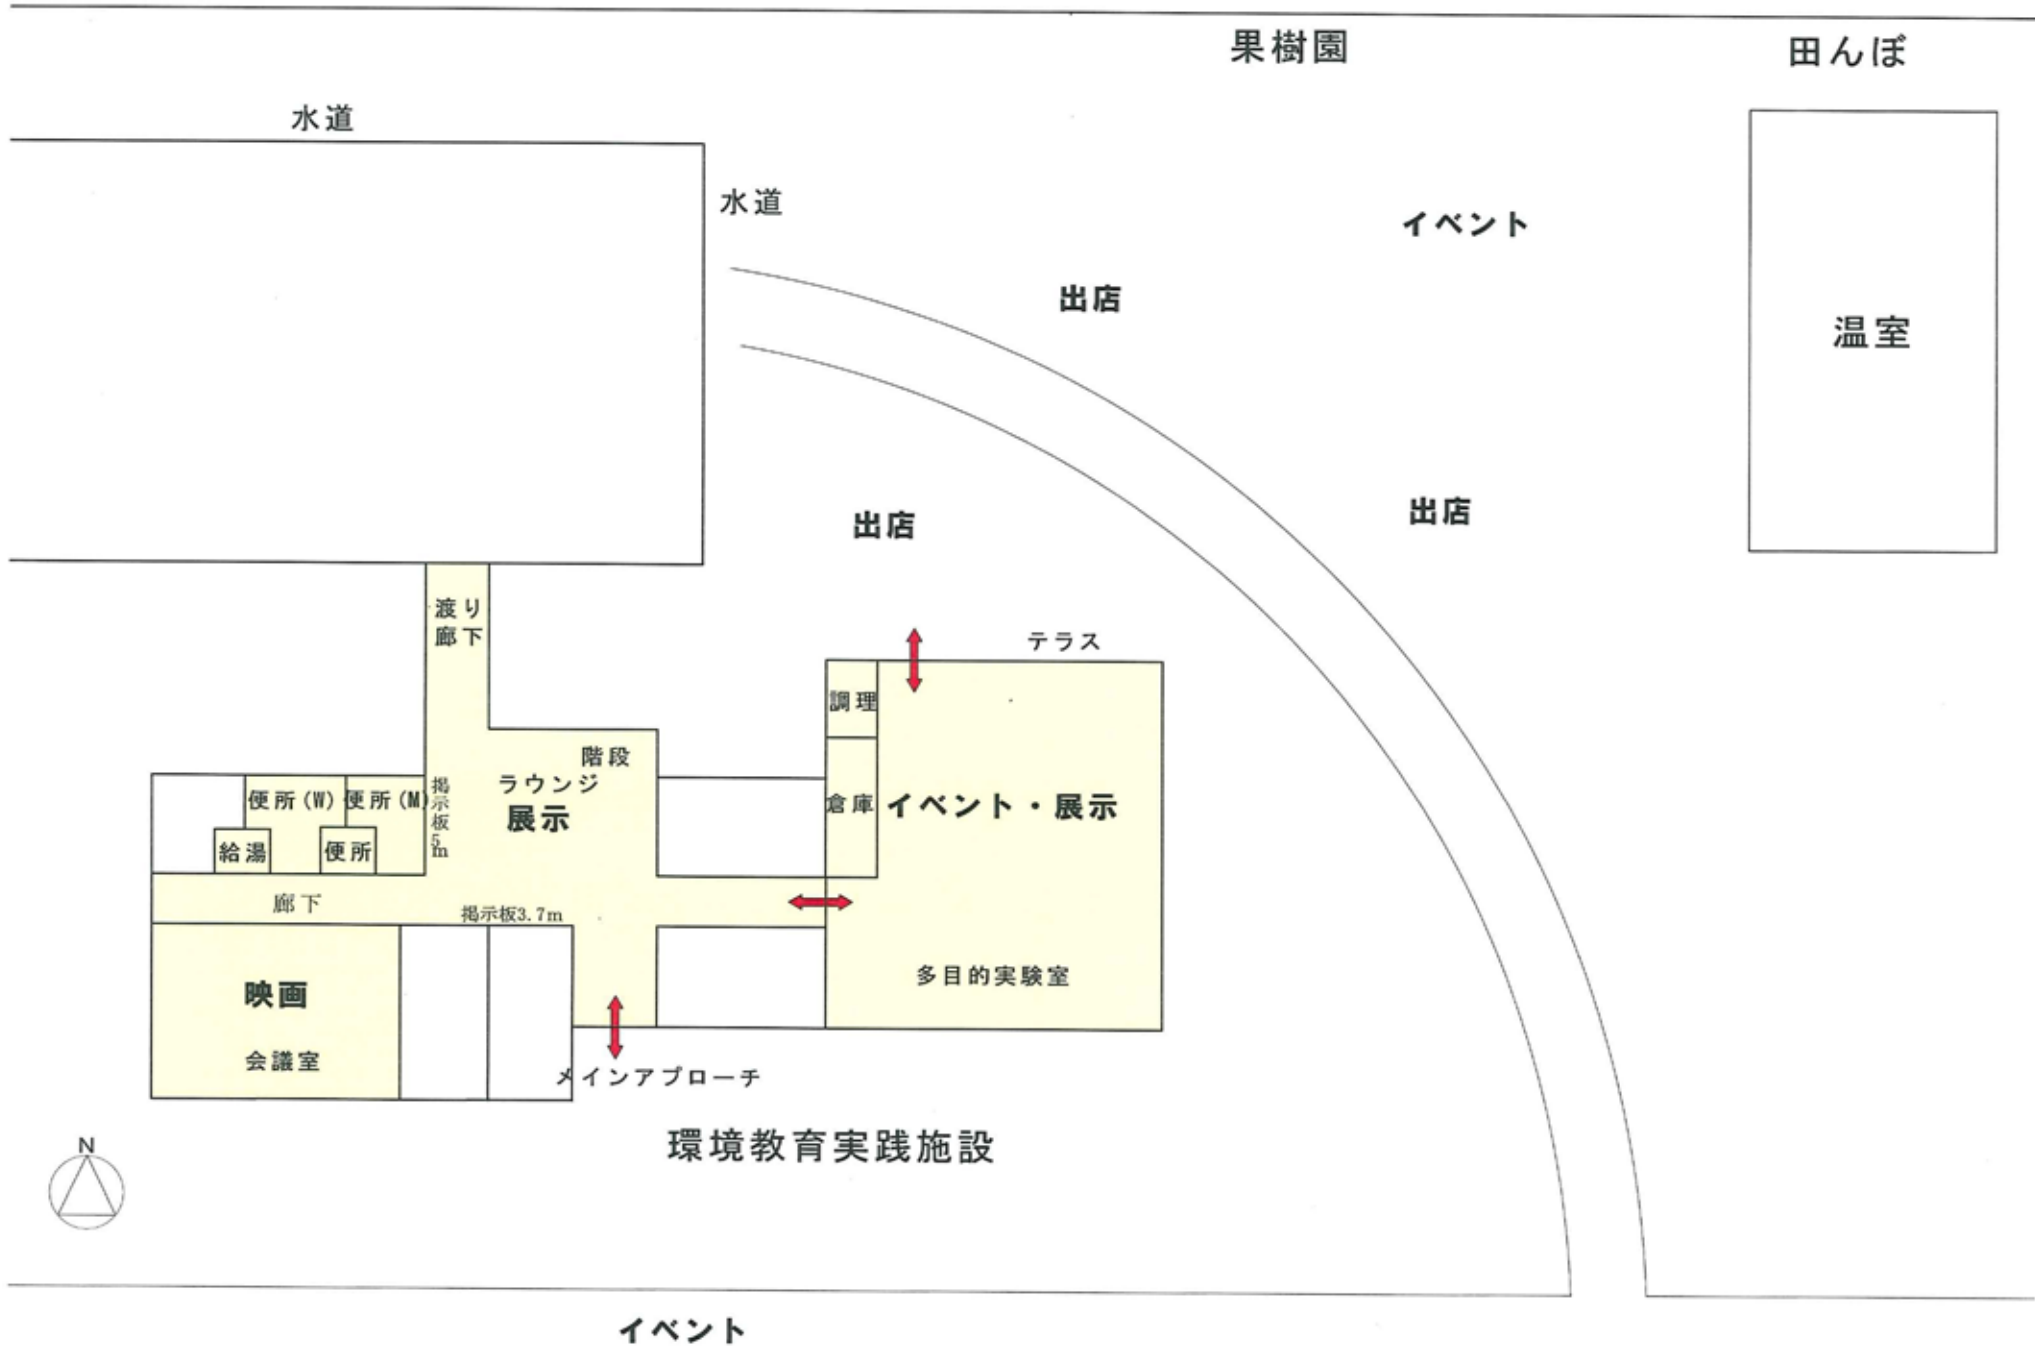 果樹園
田んぼ
水道
水道
イベント
出店
温室
出店
出店
渡り
廊下
テラス
調理
階段
ラウンジ
展示
掲示板5m
便所(W)
便所(M)
倉庫
イベント・展示
給湯
便所
廊下
掲示板3.7m
多目的実験室
映画
会議室
メインアプローチ
環境教育実践施設
N
イベント